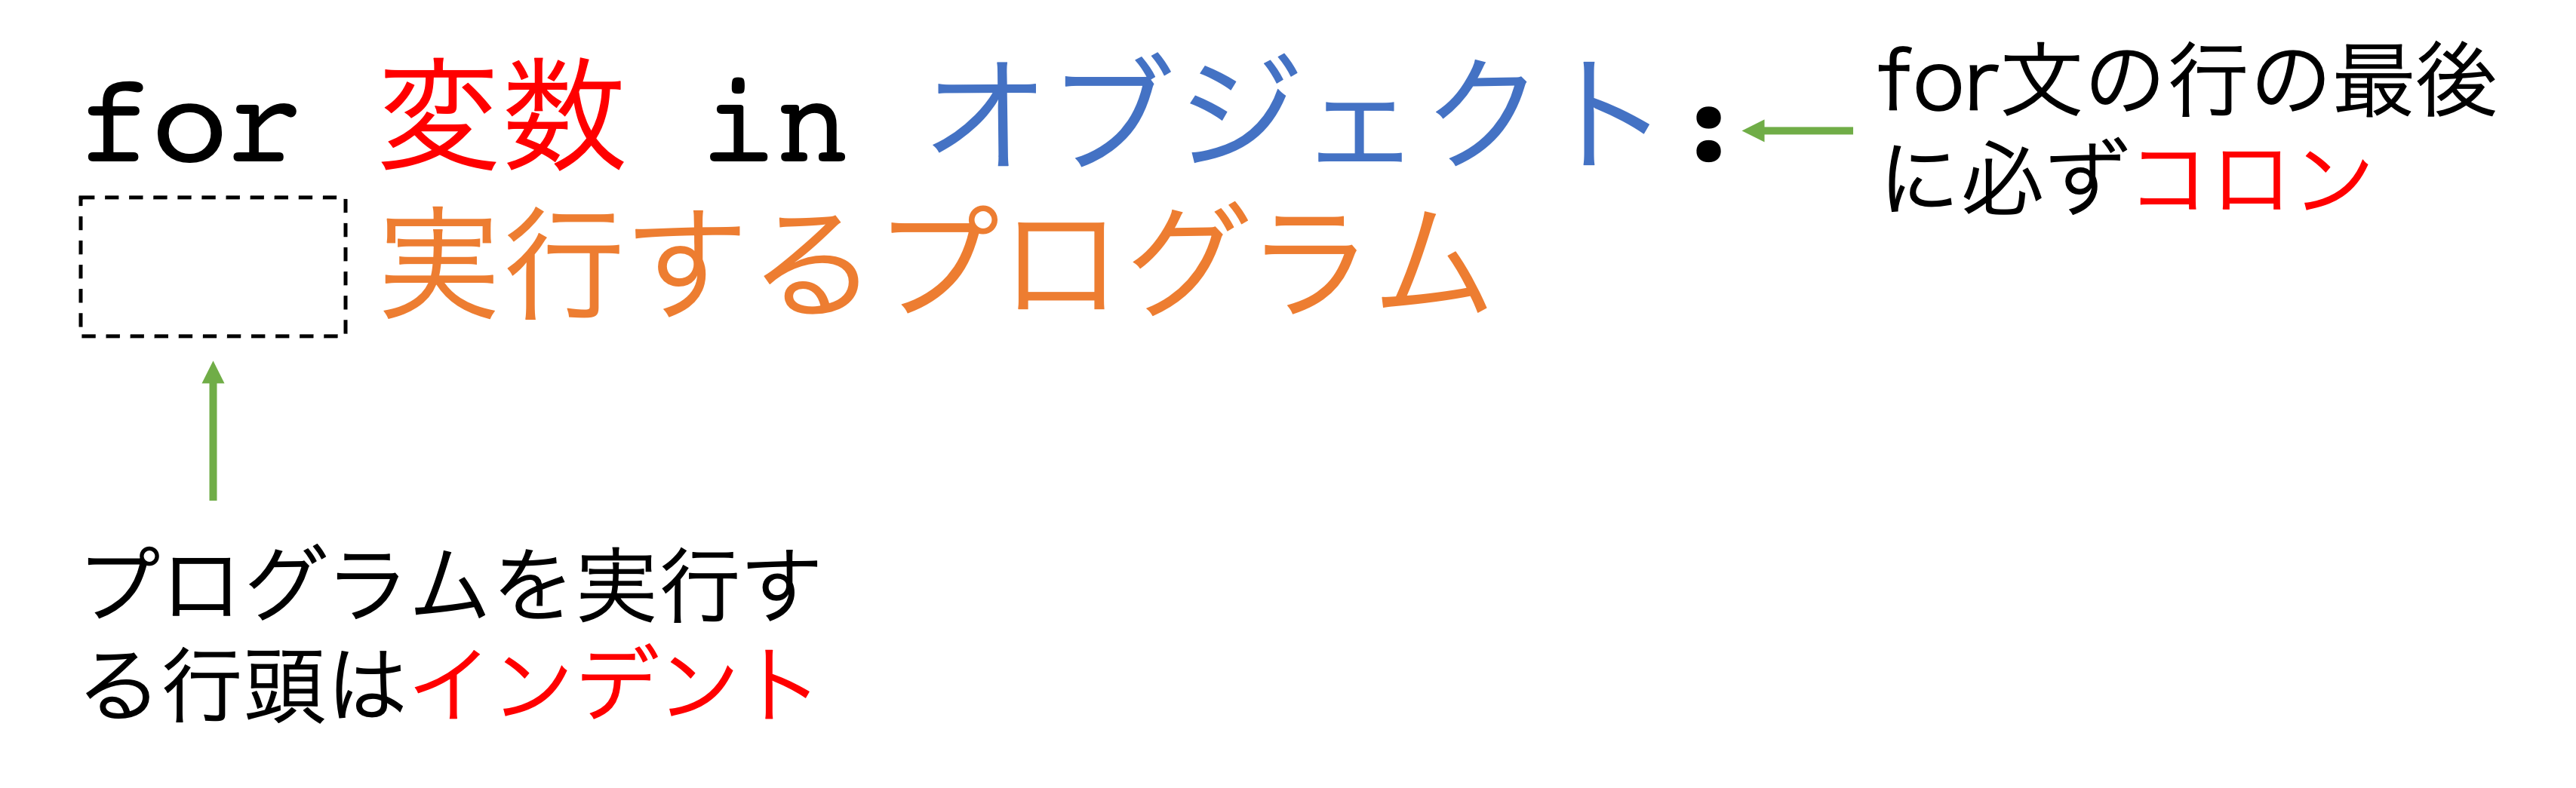 for 変数 in オブジェクト:
for文の行の最後
に必ずコロン
実行するプログラム
プログラムを実行す
る行頭はインデント